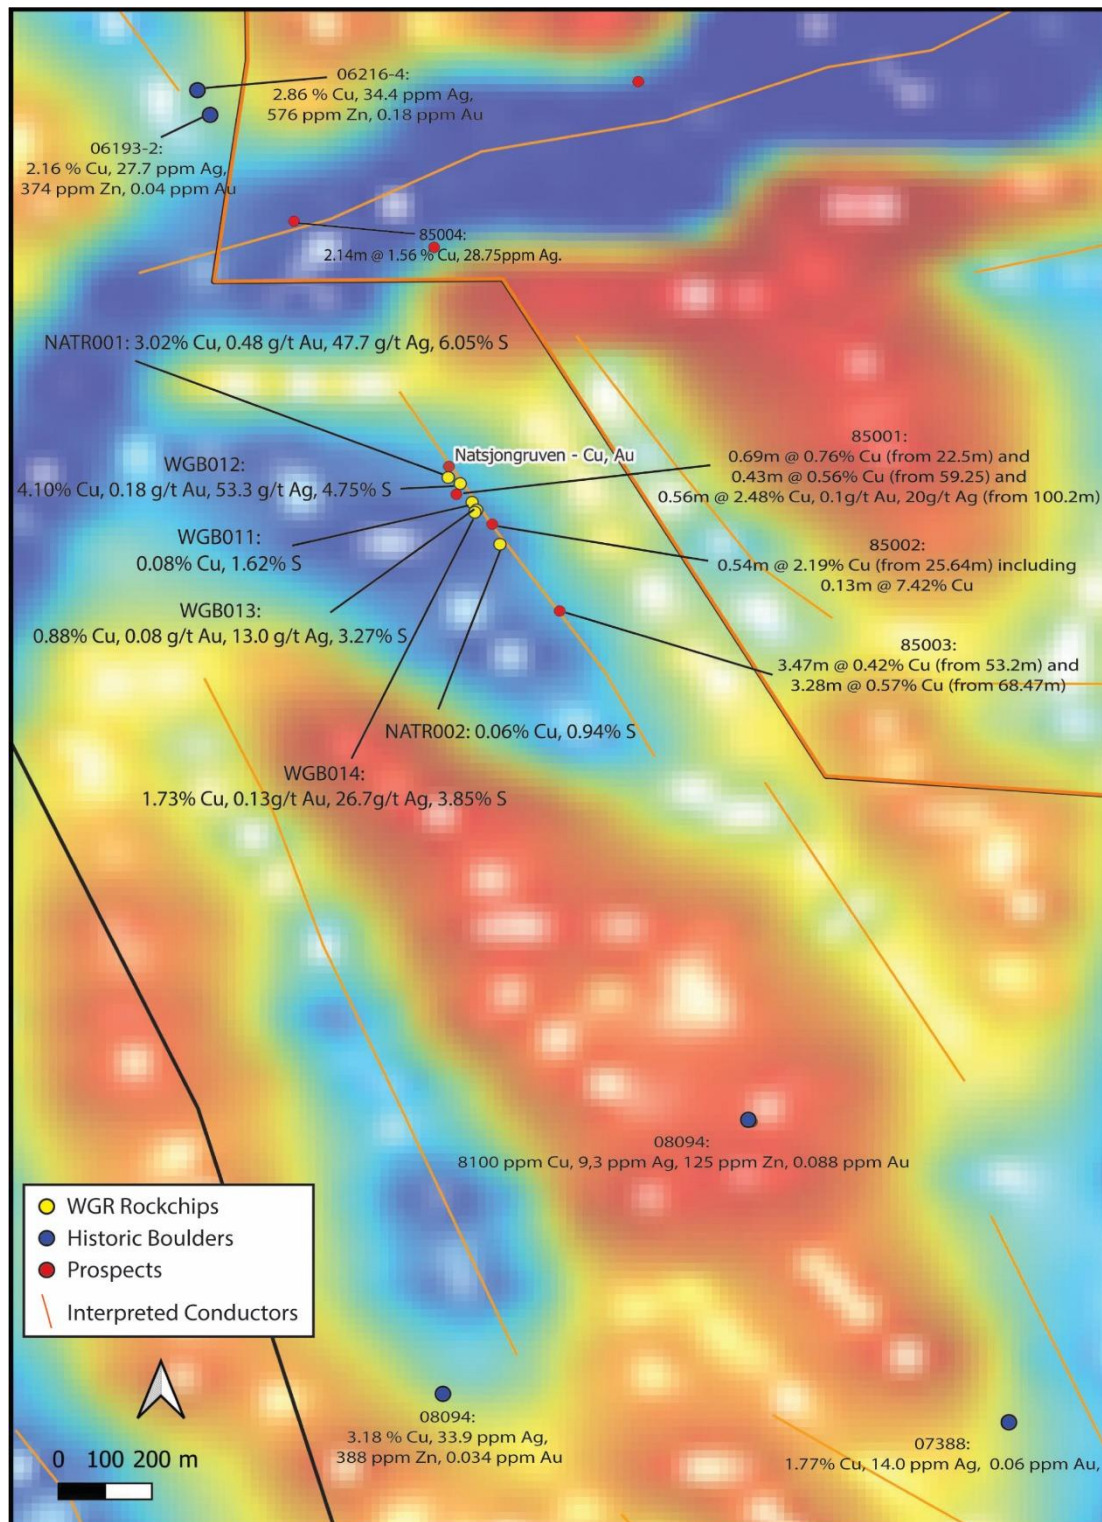 06216-4:
2.86 % Cu, 34.4 ppm Ag,
576 ppm Zn, 0.18 ppm Au
06193-2:
2.16 % Cu, 27.7 ppm Ag,
374 ppm Zn, 0.04 ppm Au
85004:
2.14m @ 1.56 % Cu, 28.75ppm Ag.
NATR001: 3.02% Cu, 0.48 g/t Au, 47.7 g/t Ag, 6.05% S
Natsjongruven - Cu, Au
WGB012:
4.10% Cu, 0.18 g/t Au, 53.3 g/t Ag, 4.75% S
85001:
0.69m @ 0.76% Cu (from 22.5m) and
0.43m @ 0.56% Cu (from 59.25) and
0.56m @ 2.48% Cu, 0.1g/t Au, 20g/t Ag (from 100.2m)
WGB011:
0.08% Cu, 1.62% S
85002:
0.54m @ 2.19% Cu (from 25.64m) including
0.13m @ 7.42% Cu
WGB013:
0.88% Cu, 0.08 g/t Au, 13.0 g/t Ag, 3.27% S
85003:
3.47m @ 0.42% Cu (from 53.2m) and
3.28m @ 0.57% Cu (from 68.47m)
NATR002: 0.06% Cu, 0.94% S
WGB014:
1.73% Cu, 0.13g/t Au, 26.7g/t Ag, 3.85% S
08094:
8100 ppm Cu, 9,3 ppm Ag, 125 ppm Zn, 0.088 ppm Au
WGR Rockchips
Historic Boulders
Prospects
Interpreted Conductors
0 100 200 m
08094:
3.18 % Cu, 33.9 ppm Ag,
388 ppm Zn, 0.034 ppm Au
07388:
1.77% Cu, 14.0 ppm Ag, 0.06 ppm Au,